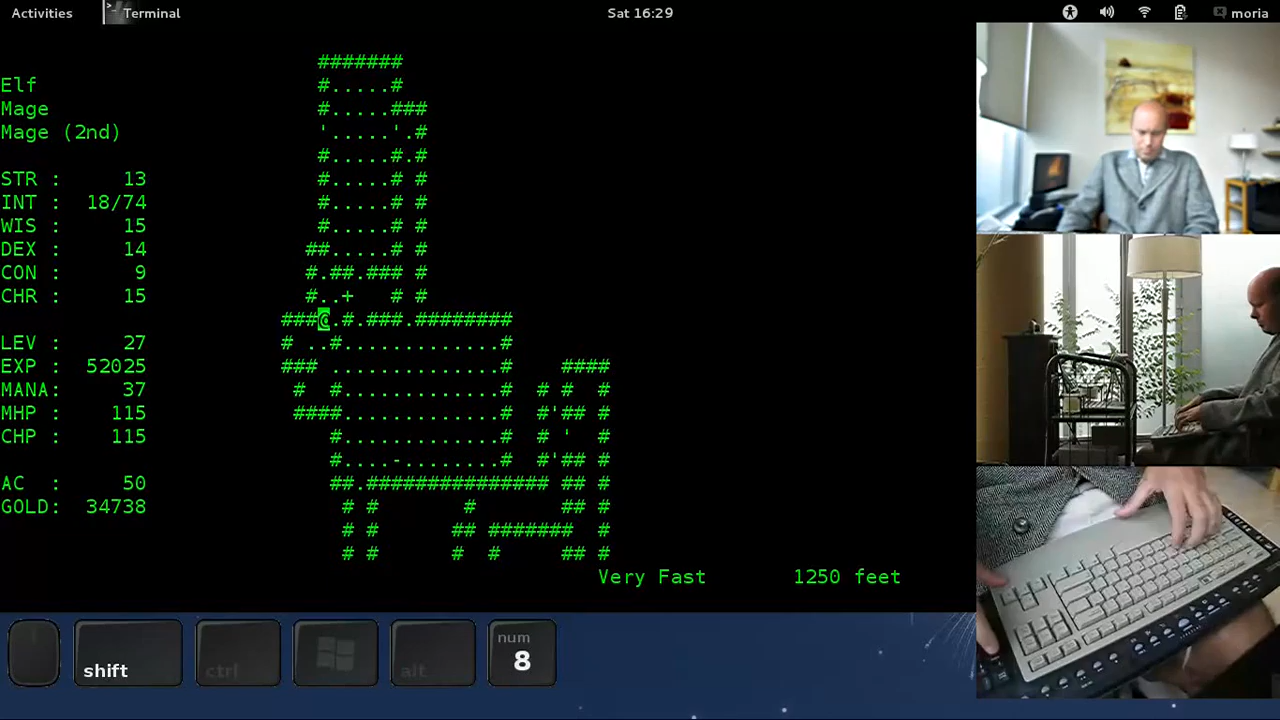 Activities Terminal Sat 16:29 moria
#######
Elf #.....#
Mage #.....###
Mage (2nd) '.....'.#
#.....#.#
STR : 13 #.....# #
INT : 18/74 #.....# #
WIS : 15 #.....# #
DEX : 14 ##.....# #
CON : 9 #.##.### #
CHR : 15 #..+ # #
###@.#.###.########
LEV : 27 # ..#.............#
EXP : 52025 ### ..............# ####
MANA: 37 # #.............# # # #
MHP : 115 ####.............# #'## #
CHP : 115 #.............# # ' #
#....-........# #'## #
AC : 50 ##.############### ## #
GOLD: 34738 # # # ## #
# # ## ####### #
# # # # ## #
Very Fast 1250 feet
shift ctrl alt num 8